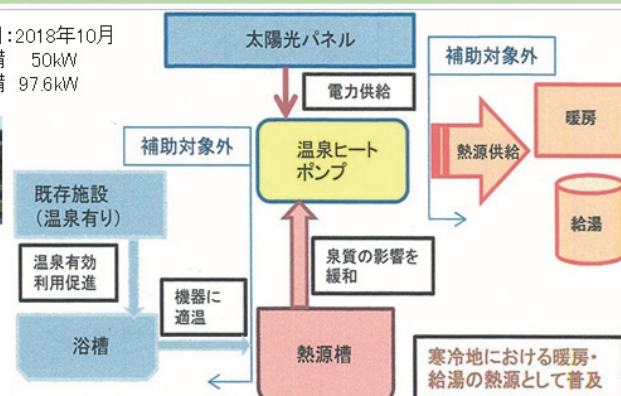 :2018年10月
50kW
97.6kW
太陽光パネル
補助対象外
電力供給
暖房
補助対象外
温泉ヒート
ポンプ
熱源供給
既存施設
(温泉有り)
給湯
温泉有効
利用促進
泉質の影響を
緩和
機器に
適温
浴槽
熱源槽
寒冷地における暖房・
給湯の熱源として普及